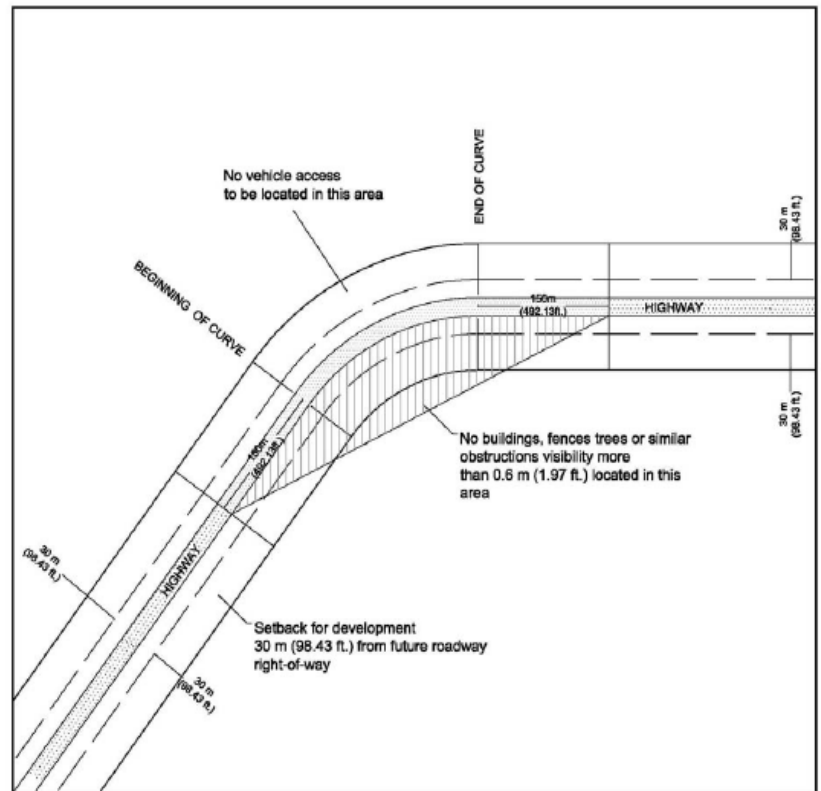 No vehicle access
to be located in this area
END OF CURVE
30 m
(98.43 ft.)
BEGINNING OF CURVE
150m
(492.13ft.)
HIGHWAY
30 m
(98.43 ft.)
No buildings, fences trees or similar
obstructions visibility more
than 0.6 m (1.97 ft.) located in this
area
150m
(492.13ft.)
30 m
(98.43 ft.)
HIGHWAY
Setback for development
30 m (98.43 ft.) from future roadway
right-of-way
30 m
(98.43 ft.)